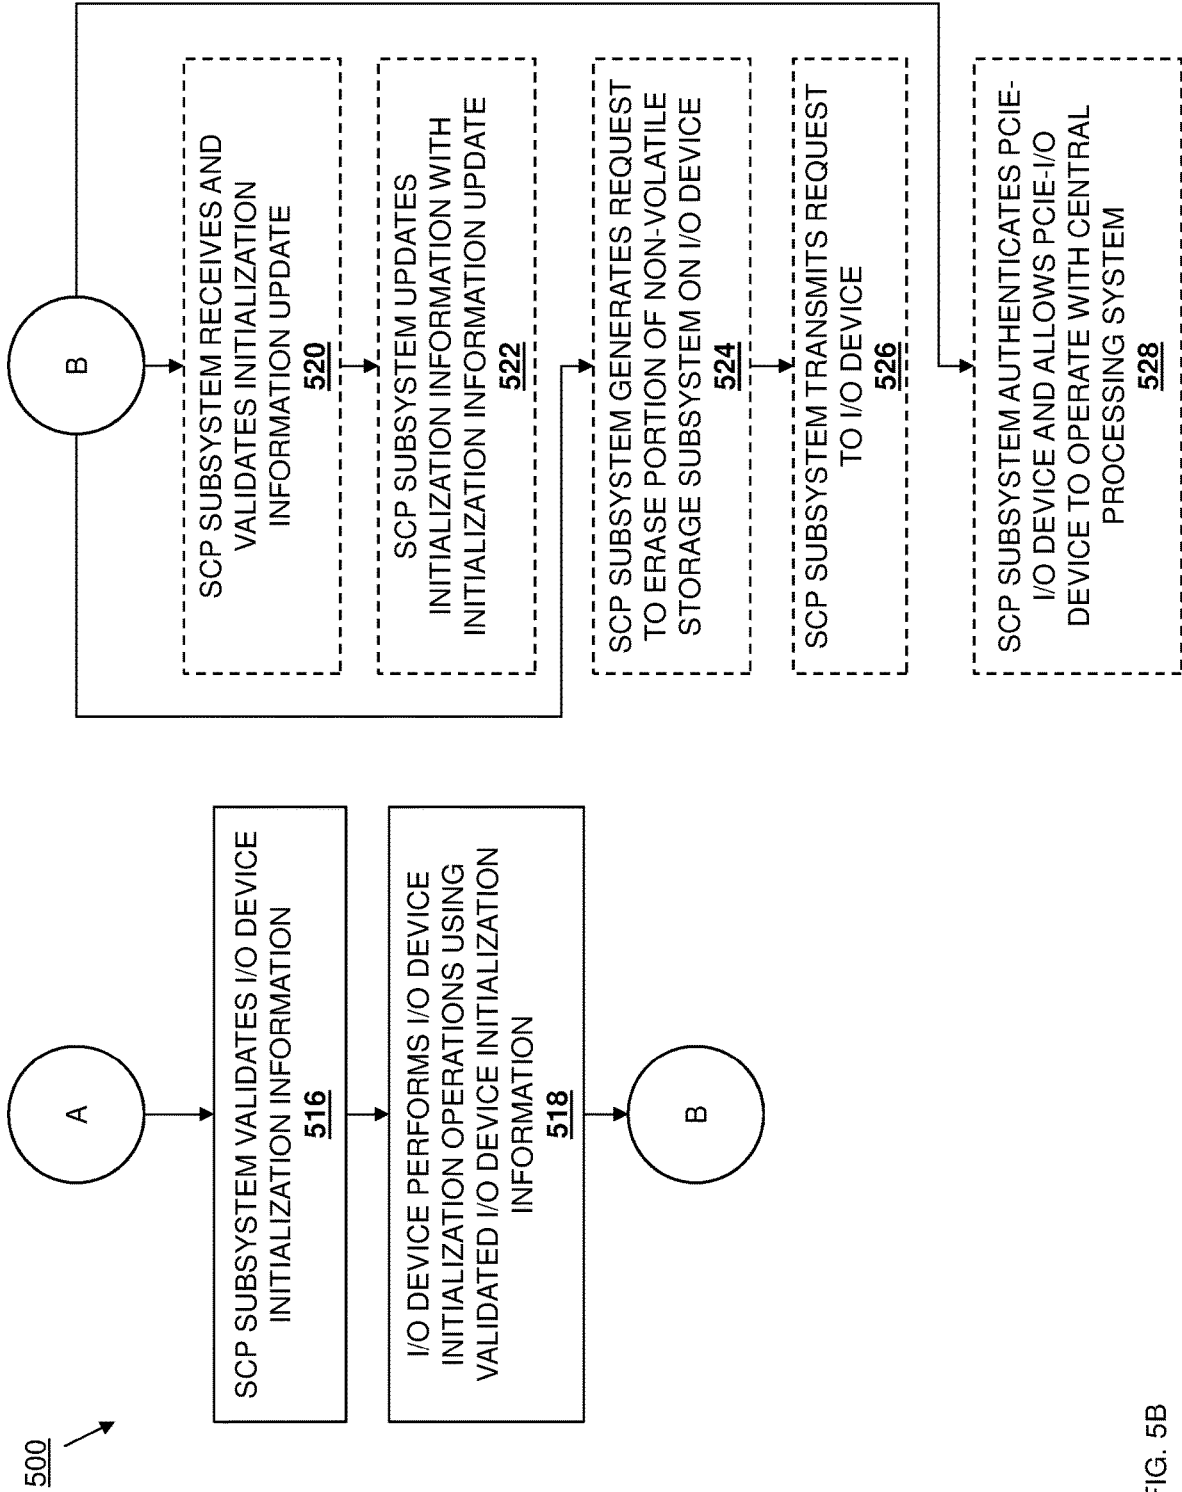 500
A
SCP SUBSYSTEM VALIDATES I/O DEVICE
INITIALIZATION INFORMATION
516
I/O DEVICE PERFORMS I/O DEVICE
INITIALIZATION OPERATIONS USING
VALIDATED I/O DEVICE INITIALIZATION
INFORMATION
518
B
B
SCP SUBSYSTEM RECEIVES AND
VALIDATES INITIALIZATION
INFORMATION UPDATE
520
SCP SUBSYSTEM UPDATES
INITIALIZATION INFORMATION WITH
INITIALIZATION INFORMATION UPDATE
522
SCP SUBSYSTEM GENERATES REQUEST
TO ERASE PORTION OF NON-VOLATILE
STORAGE SUBSYSTEM ON I/O DEVICE
524
SCP SUBSYSTEM TRANSMITS REQUEST
TO I/O DEVICE
526
SCP SUBSYSTEM AUTHENTICATES PCIE-
I/O DEVICE AND ALLOWS PCIE-I/O
DEVICE TO OPERATE WITH CENTRAL
PROCESSING SYSTEM
528
FIG. 5B